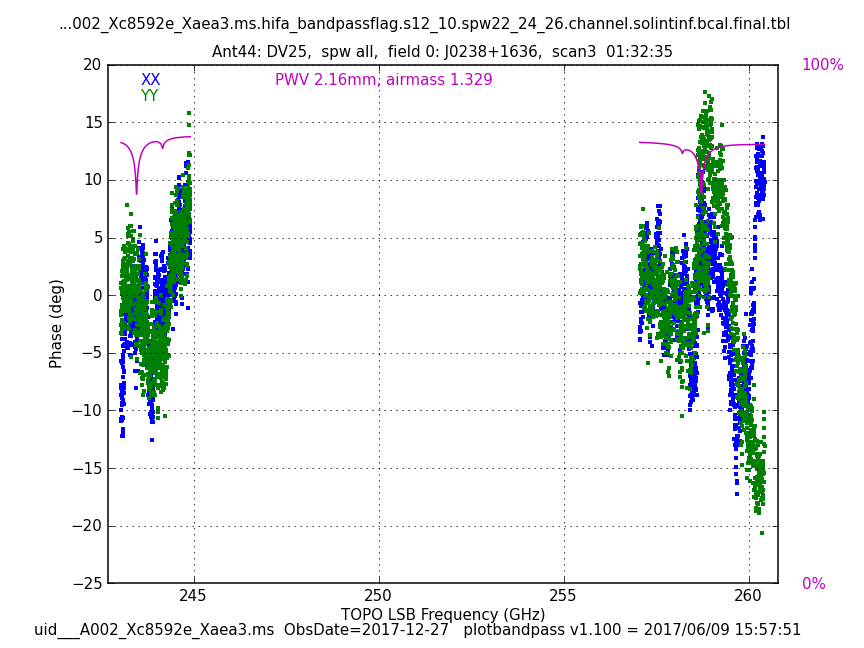 ...002_Xc8592e_Xaea3.ms.hifa_bandpassflag.s12_10.spw22_24_26.channel.solintinf.bcal.final.tbl
Ant44: DV25,  spw all,  field 0: J0238+1636,  scan3  01:32:35
20
100%
XX
PWV 2.16mm, airmass 1.329
YY
15
10
5
0
Phase (deg)
−5
−10
−15
−20
−25
0%
245
250
255
260
TOPO LSB Frequency (GHz)
uid___A002_Xc8592e_Xaea3.ms  ObsDate=2017-12-27   plotbandpass v1.100 = 2017/06/09 15:57:51